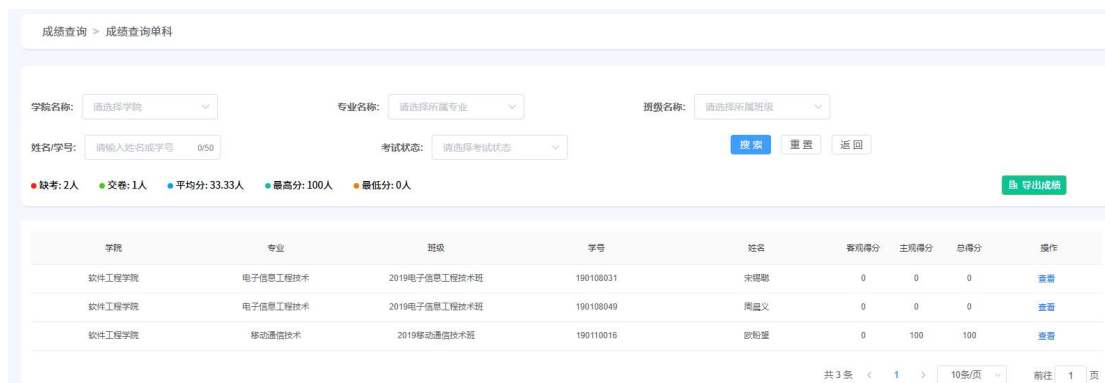 成绩查询 > 成绩查询单科
学院名称: 请选择学院 专业名称: 请选择所属专业 班级名称: 请选择所属班级
姓名/学号: 请输入姓名或学号 0/50 考试状态: 请选择考试状态 搜索 重置 返回
缺考: 2人 交卷: 1人 平均分: 33.33人 最高分: 100人 最低分: 0人 导出成绩
学院 专业 班级 学号 姓名 客观得分 主观得分 总得分 操作
软件工程学院 电子信息工程技术 2019电子信息工程技术班 190108031 宋锡聪 0 0 0 查看
软件工程学院 电子信息工程技术 2019电子信息工程技术班 190108049 周晨义 0 0 0 查看
软件工程学院 移动通信技术 2019移动通信技术班 190110016 欧盼望 0 100 100 查看
共 3 条 < 1 > 10条/页 前往 1 页